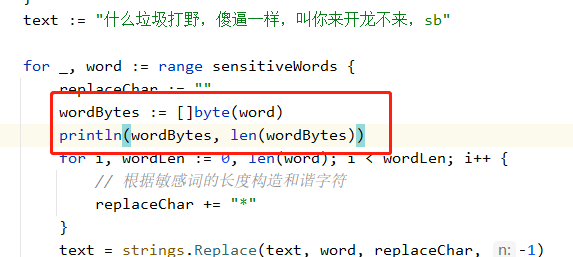 text := "什么垃圾打野，傻逼一样，叫你来开龙不来，sb"
for _, word := range sensitiveWords {
replaceChar := ""
wordBytes := []byte(word)
println(wordBytes, len(wordBytes))
for i, wordLen := 0, len(word); i < wordLen; i++ {
// 根据敏感词的长度构造和谐字符
replaceChar += "*"
}
text = strings.Replace(text, word, replaceChar, n: -1)